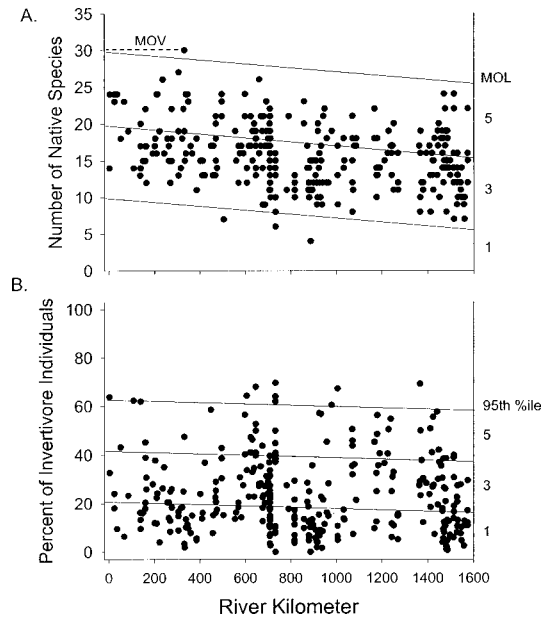 A.
MOV
MOL
Number of Native Species
35
30
25
20
15
10
5
0
5
3
1
B.
Percent of Invertivore Individuals
100
80
60
40
20
0
95th %ile
5
3
1
0 200 400 600 800 1000 1200 1400 1600
River Kilometer